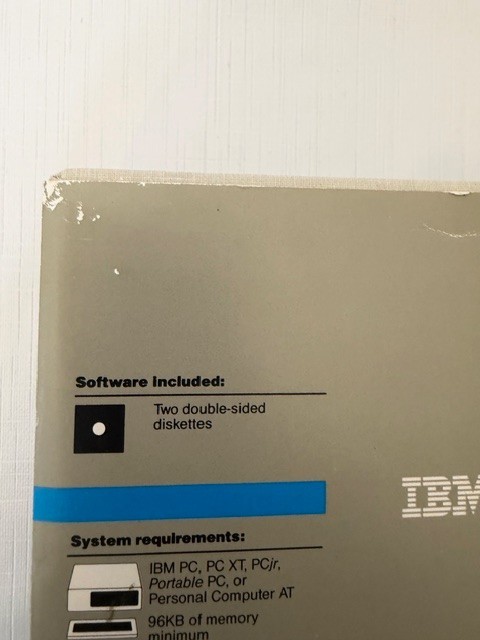 Software included:
Two double-sided
diskettes
IBM
System requirements:
IBM PC, PC XT, PCjr,
Portable PC, or
Personal Computer AT
96KB of memory
minimum